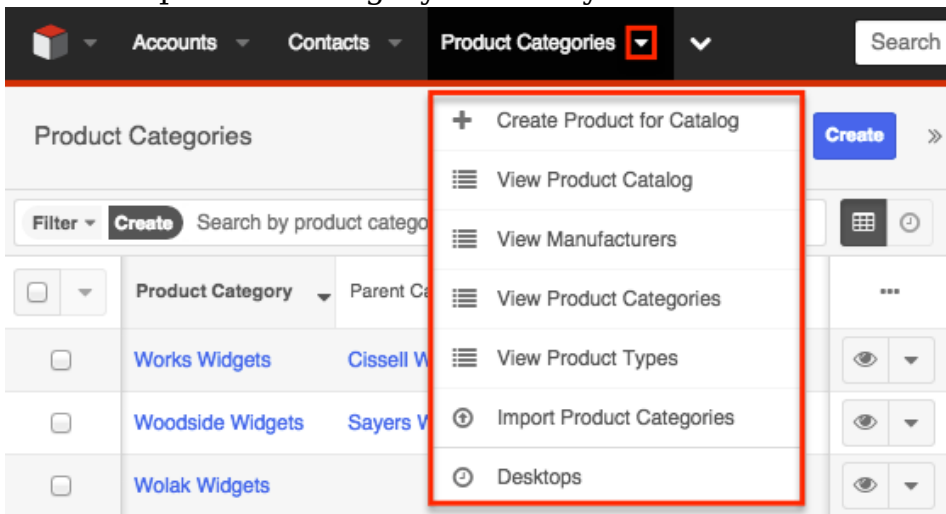 Accounts Contacts Product Categories Search
Product Categories
Create
Create Product for Catalog
View Product Catalog
Filter Create Search by product catego
View Manufacturers
Product Category Parent Ca
View Product Categories
Works Widgets Cissell W
View Product Types
Woodside Widgets Sayers W
Import Product Categories
Wolak Widgets
Desktops